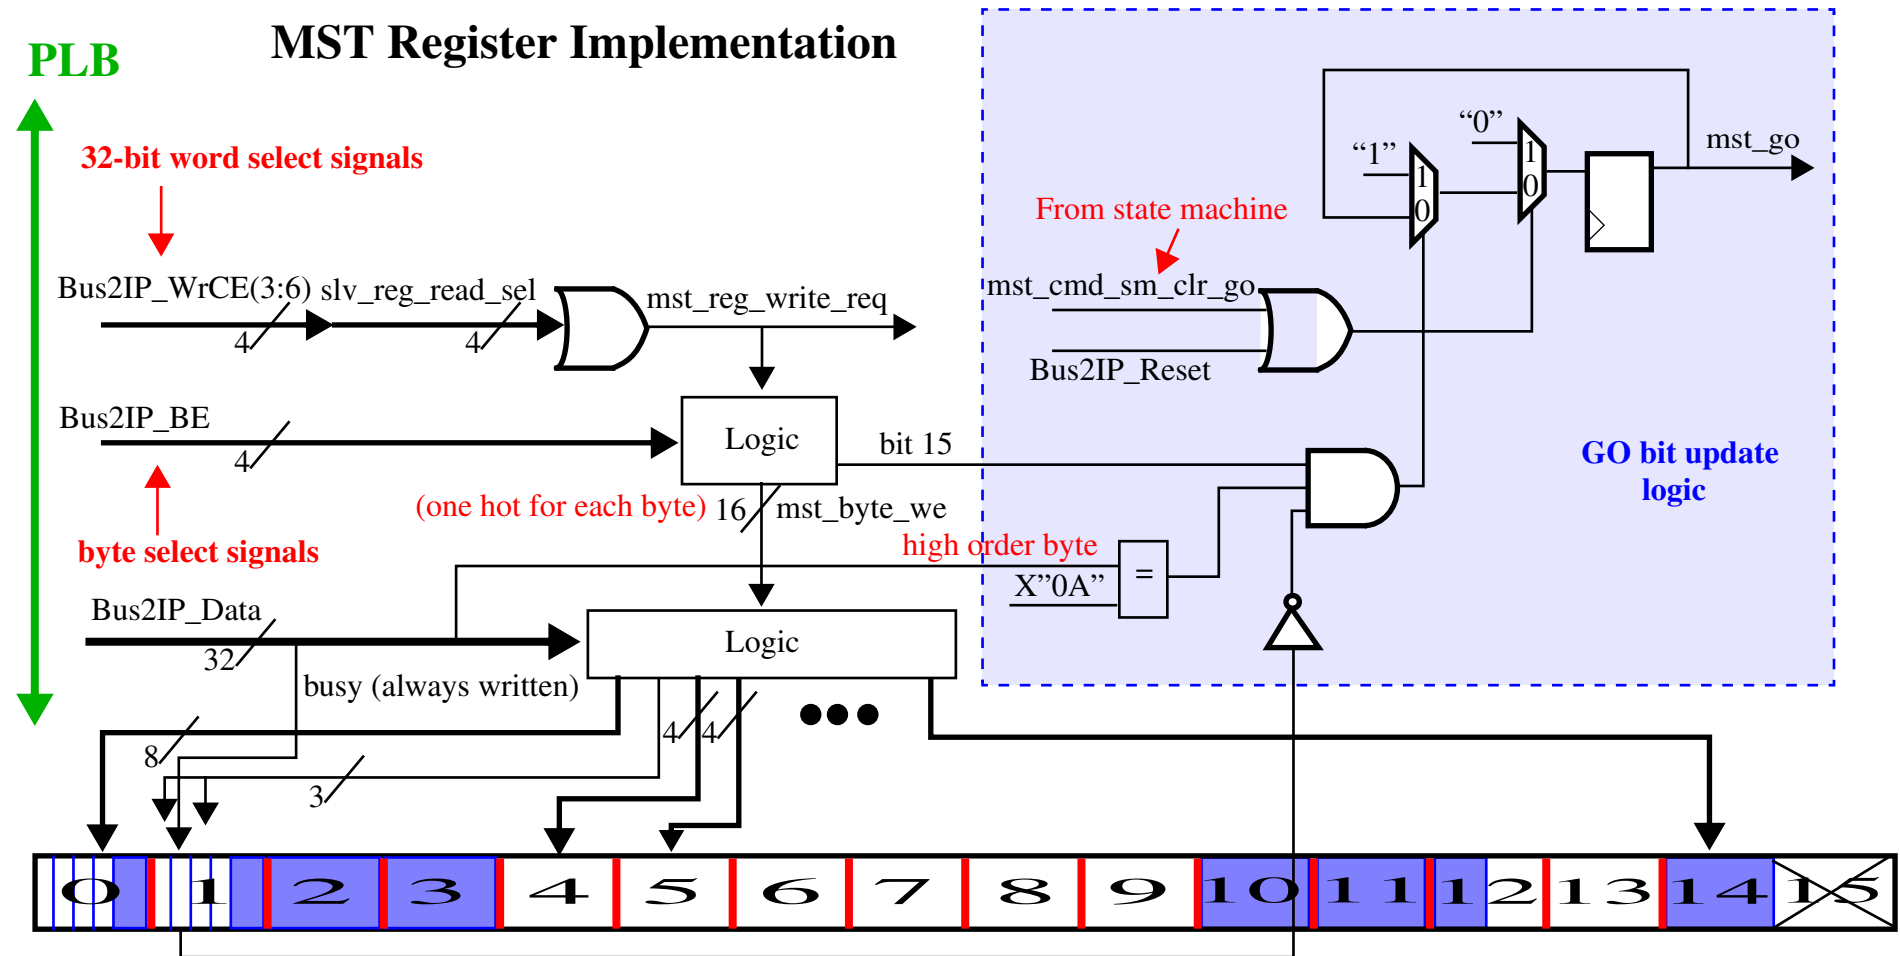 MST Register Implementation
PLB
32-bit word select signals
Bus2IP_WrCE(3:6)
slv_reg_read_sel
mst_reg_write_req
4
4
Bus2IP_BE
4
Logic
bit 15
(one hot for each byte)
16
mst_byte_we
byte select signals
high order byte
Bus2IP_Data
32
Logic
busy (always written)
8
3
4
4
“0”
“1”
1
0
1
0
mst_go
From state machine
mst_cmd_sm_clr_go
Bus2IP_Reset
GO bit update
logic
X”0A”
=
0 1 2 3 4 5 6 7 8 9 10 11 12 13 14 15